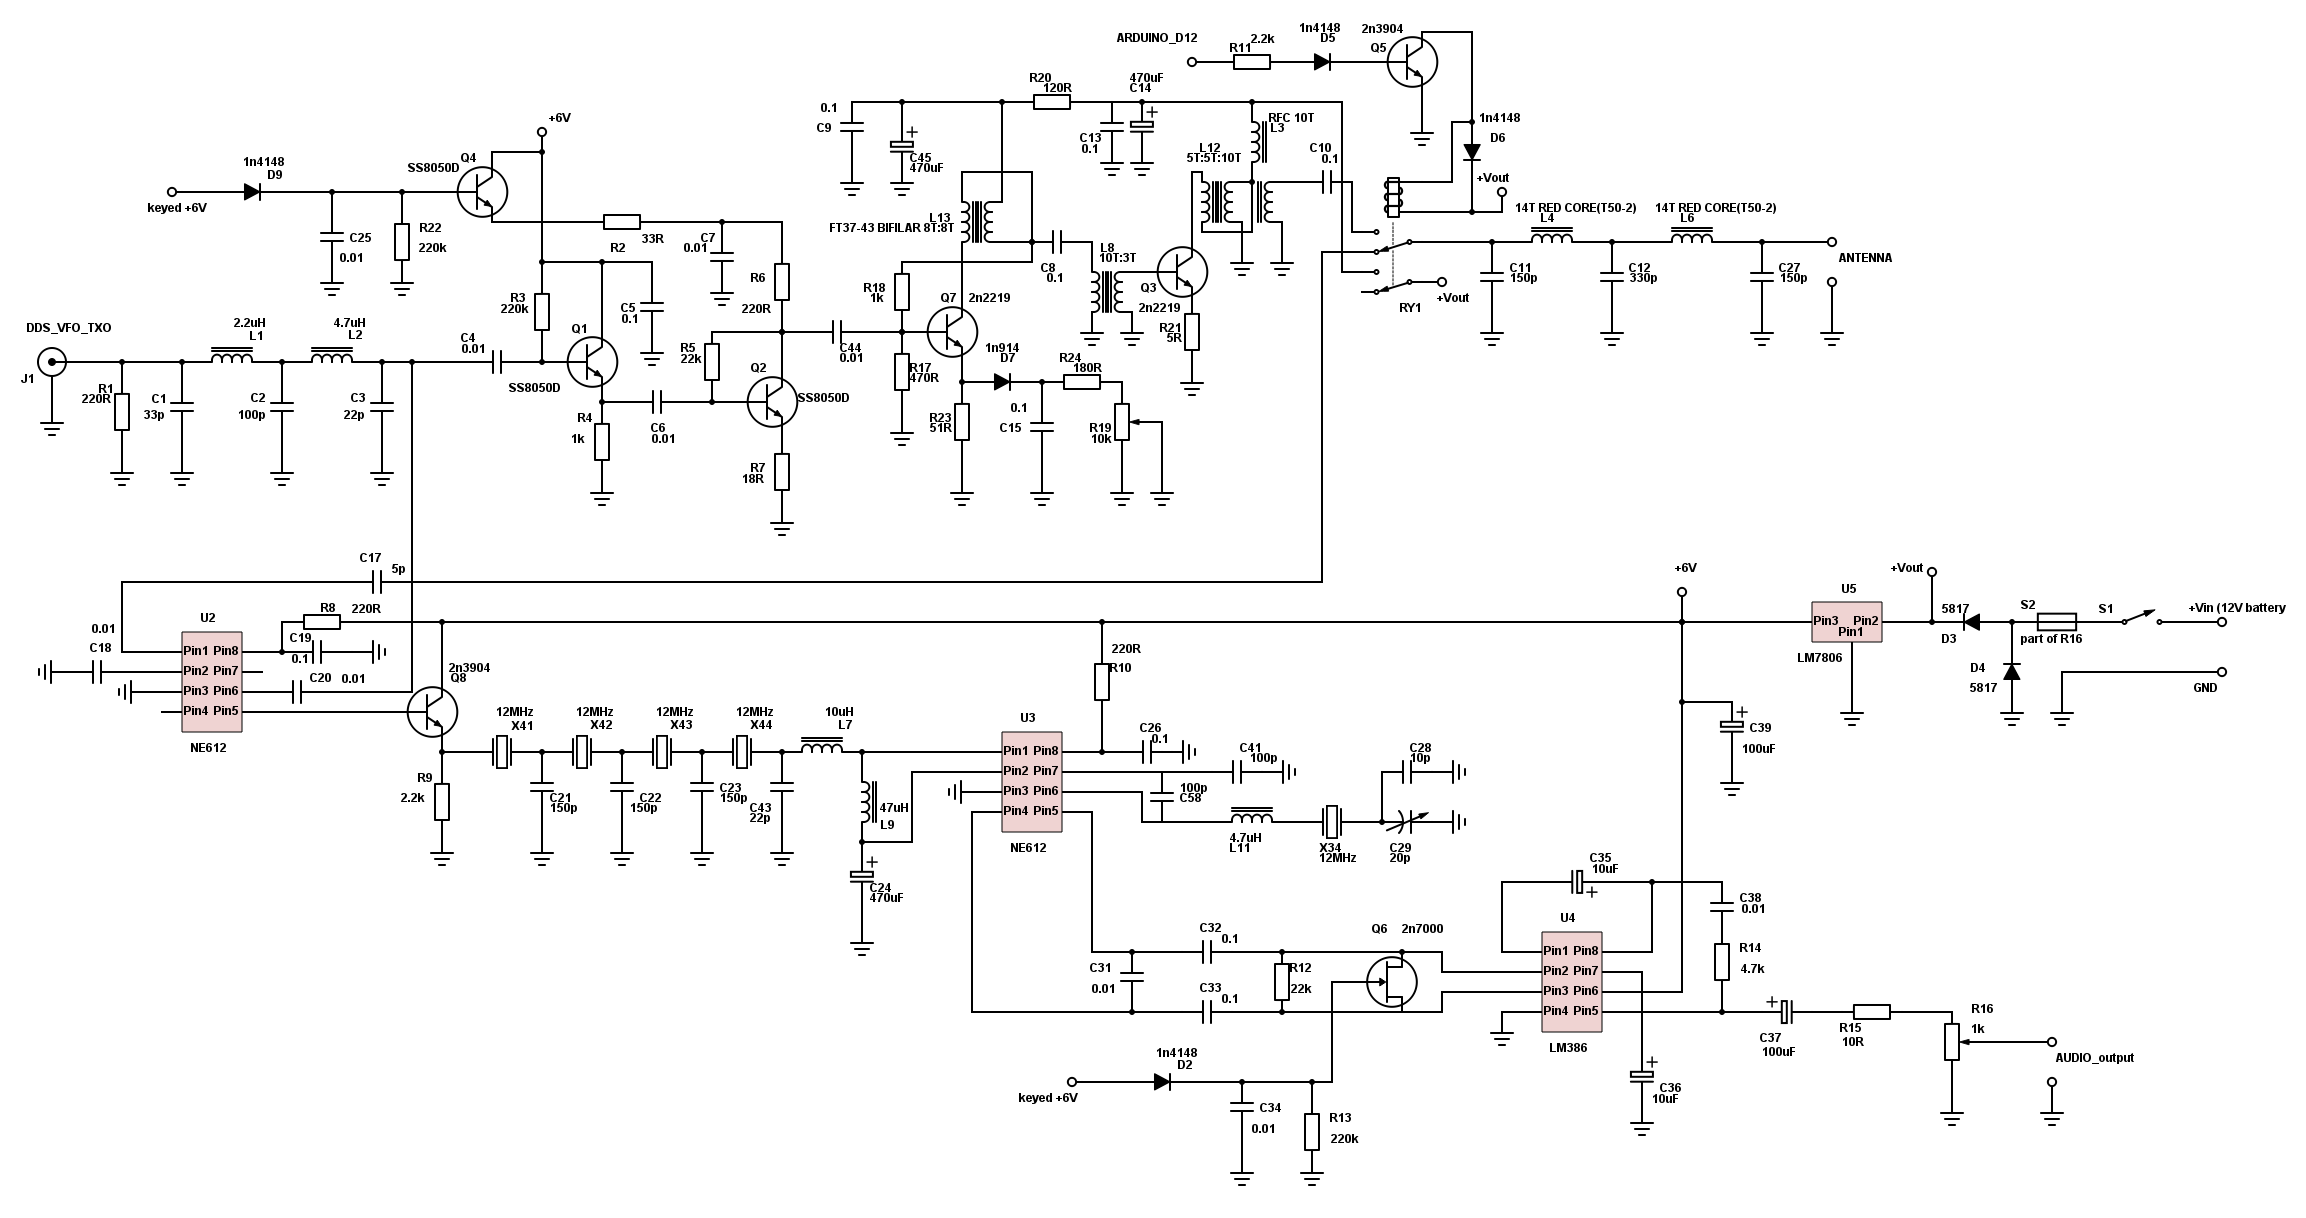 ARDUINO_D12
R11
2.2k
1n4148
D5
2n3904
Q5
R20
120R
470uF
C14
0.1
C9
C45
470uF
C13
0.1
RFC 10T
L3
L12
5T:5T:10T
C10
0.1
1n4148
D6
+Vout
+6V
1n4148
D9
keyed +6V
SS8050D
Q4
C25
0.01
R22
220k
33R
R2
C7
0.01
L13
FT37-43 BIFILAR 8T:8T
L8
10T:3T
C8
0.1
14T RED CORE(T50-2)
L4
14T RED CORE(T50-2)
L6
ANTENNA
C11
150p
C12
330p
C27
150p
RY1
+Vout
Q3
2n2219
R21
5R
R6
220R
R18
1k
Q7
2n2219
R3
220k
C5
0.1
DDS_VFO_TXO
J1
2.2uH
L1
4.7uH
L2
C4
0.01
Q1
SS8050D
R5
22k
Q2
SS8050D
C44
0.01
R17
470R
1n914
D7
R24
180R
R1
220R
C1
33p
C2
100p
C3
22p
R4
1k
C6
0.01
R7
18R
R23
51R
0.1
C15
R19
10k
C17
5p
U2
R8
220R
0.01
C18
C19
0.1
Pin1 Pin8
Pin2 Pin7
Pin3 Pin6
Pin4 Pin5
NE612
C20
0.01
2n3904
Q8
R9
2.2k
12MHz
X41
12MHz
X42
12MHz
X43
12MHz
X44
10uH
L7
C21
150p
C22
150p
C23
150p
C43
22p
47uH
L9
C24
470uF
U3
Pin1 Pin8
Pin2 Pin7
Pin3 Pin6
Pin4 Pin5
NE612
220R
R10
C26
0.1
C41
100p
100p
C58
C28
10p
4.7uH
L11
X34
12MHz
C29
20p
+6V
U5
Pin3 Pin2
Pin1
LM7806
+Vout
5817
D3
S2
part of R16
S1
+Vin (12V battery
D4
5817
GND
C39
100uF
C35
10uF
C38
0.01
R14
4.7k
U4
Pin1 Pin8
Pin2 Pin7
Pin3 Pin6
Pin4 Pin5
LM386
Q6
2n7000
C32
0.1
C31
0.01
C33
0.1
R12
22k
1n4148
D2
keyed +6V
C34
0.01
R13
220k
C36
10uF
C37
100uF
R15
10R
R16
1k
AUDIO_output